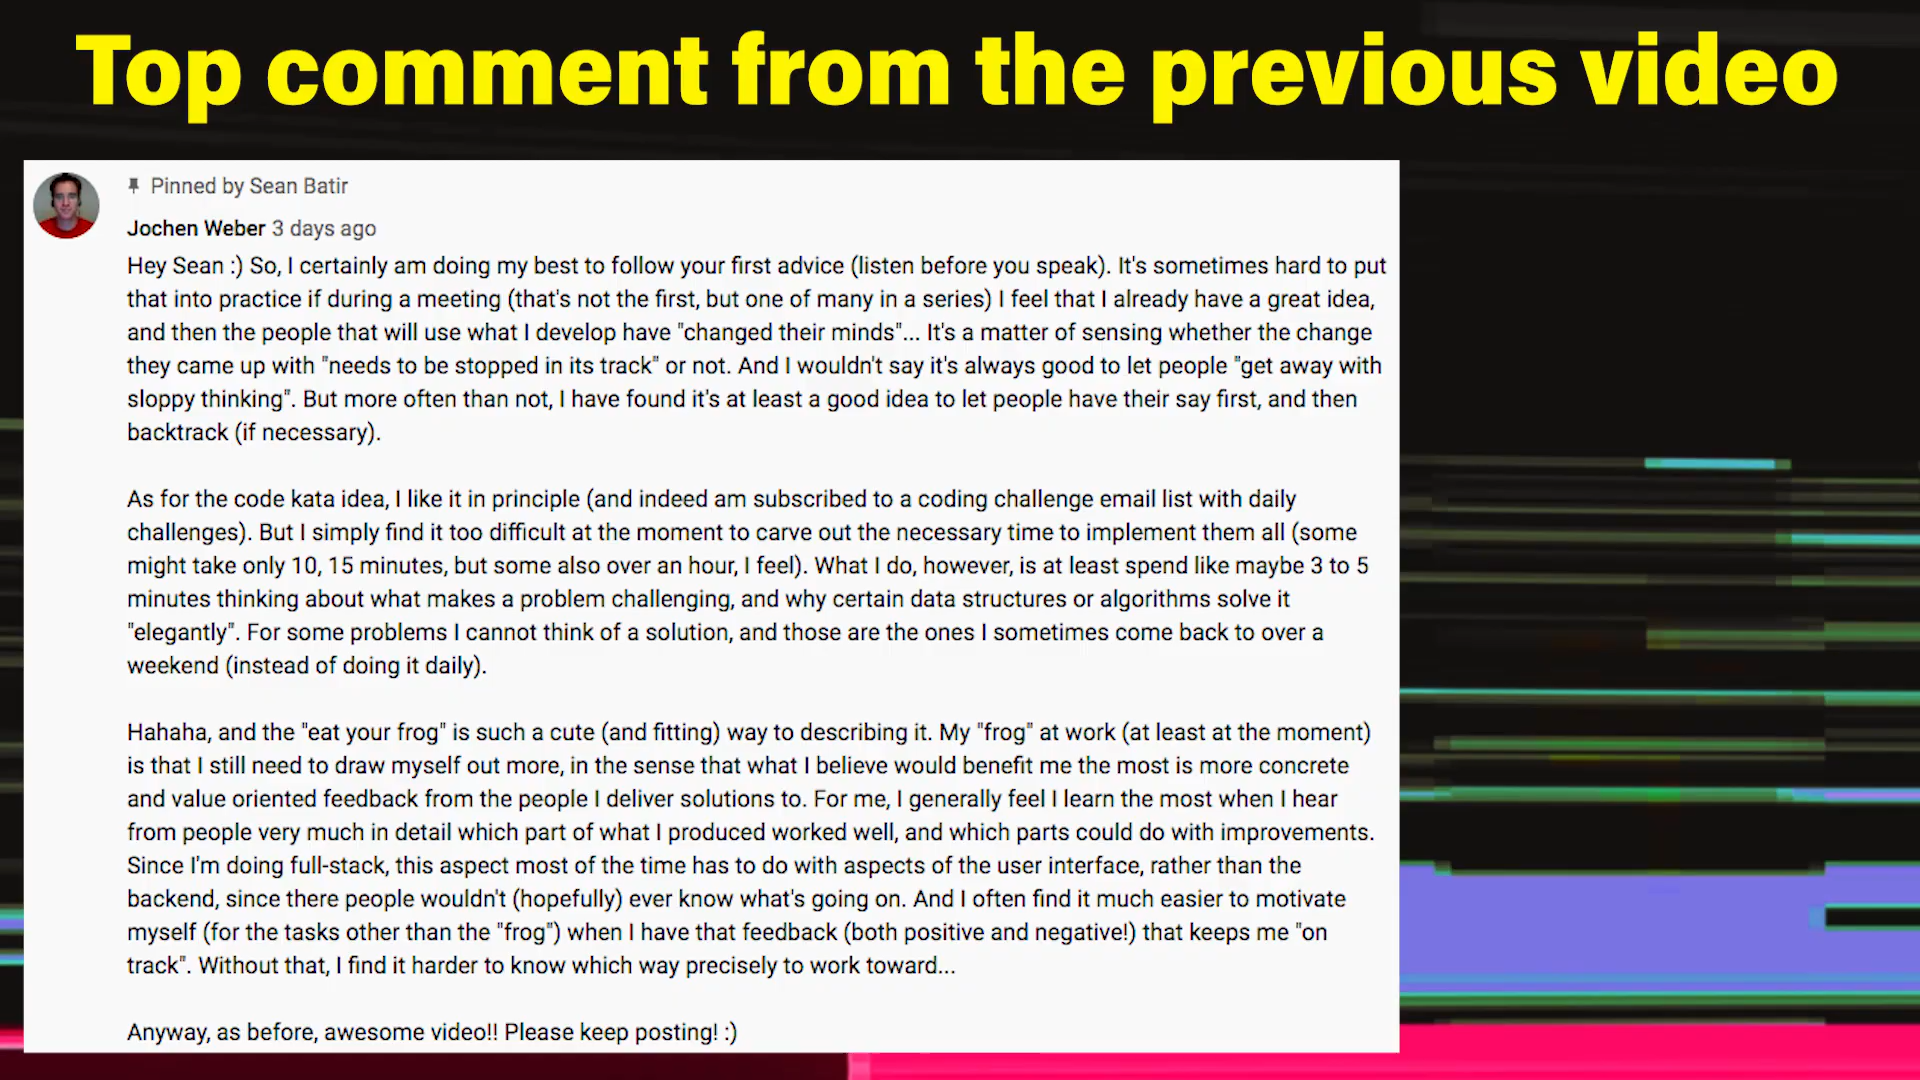 Top comment from the previous video
Pinned by Sean Batir
Jochen Weber 3 days ago
Hey Sean :) So, I certainly am doing my best to follow your first advice (listen before you speak). It's sometimes hard to put
that into practice if during a meeting (that's not the first, but one of many in a series) I feel that I already have a great idea,
and then the people that will use what I develop have "changed their minds"... It's a matter of sensing whether the change
they came up with "needs to be stopped in its track" or not. And I wouldn't say it's always good to let people "get away with
sloppy thinking". But more often than not, I have found it's at least a good idea to let people have their say first, and then
backtrack (if necessary).
As for the code kata idea, I like it in principle (and indeed am subscribed to a coding challenge email list with daily
challenges). But I simply find it too difficult at the moment to carve out the necessary time to implement them all (some
might take only 10, 15 minutes, but some also over an hour, I feel). What I do, however, is at least spend like maybe 3 to 5
minutes thinking about what makes a problem challenging, and why certain data structures or algorithms solve it
"elegantly". For some problems I cannot think of a solution, and those are the ones I sometimes come back to over a
weekend (instead of doing it daily).
Hahaha, and the "eat your frog" is such a cute (and fitting) way to describing it. My "frog" at work (at least at the moment)
is that I still need to draw myself out more, in the sense that what I believe would benefit me the most is more concrete
and value oriented feedback from the people I deliver solutions to. For me, I generally feel I learn the most when I hear
from people very much in detail which part of what I produced worked well, and which parts could do with improvements.
Since I'm doing full-stack, this aspect most of the time has to do with aspects of the user interface, rather than the
backend, since there people wouldn't (hopefully) ever know what's going on. And I often find it much easier to motivate
myself (for the tasks other than the "frog") when I have that feedback (both positive and negative!) that keeps me "on
track". Without that, I find it harder to know which way precisely to work toward...
Anyway, as before, awesome video!! Please keep posting! :)